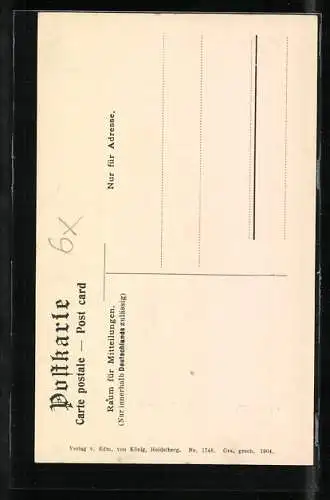 Postkarte
Carte postale — Post card
Raum für Mitteilungen.
(Nur innerhalb Deutschlands zulässig)
Nur für Adresse.
6x
Verlag v. Edm. von König, Heidelberg. No. 1748. Ges. gesch. 1904.